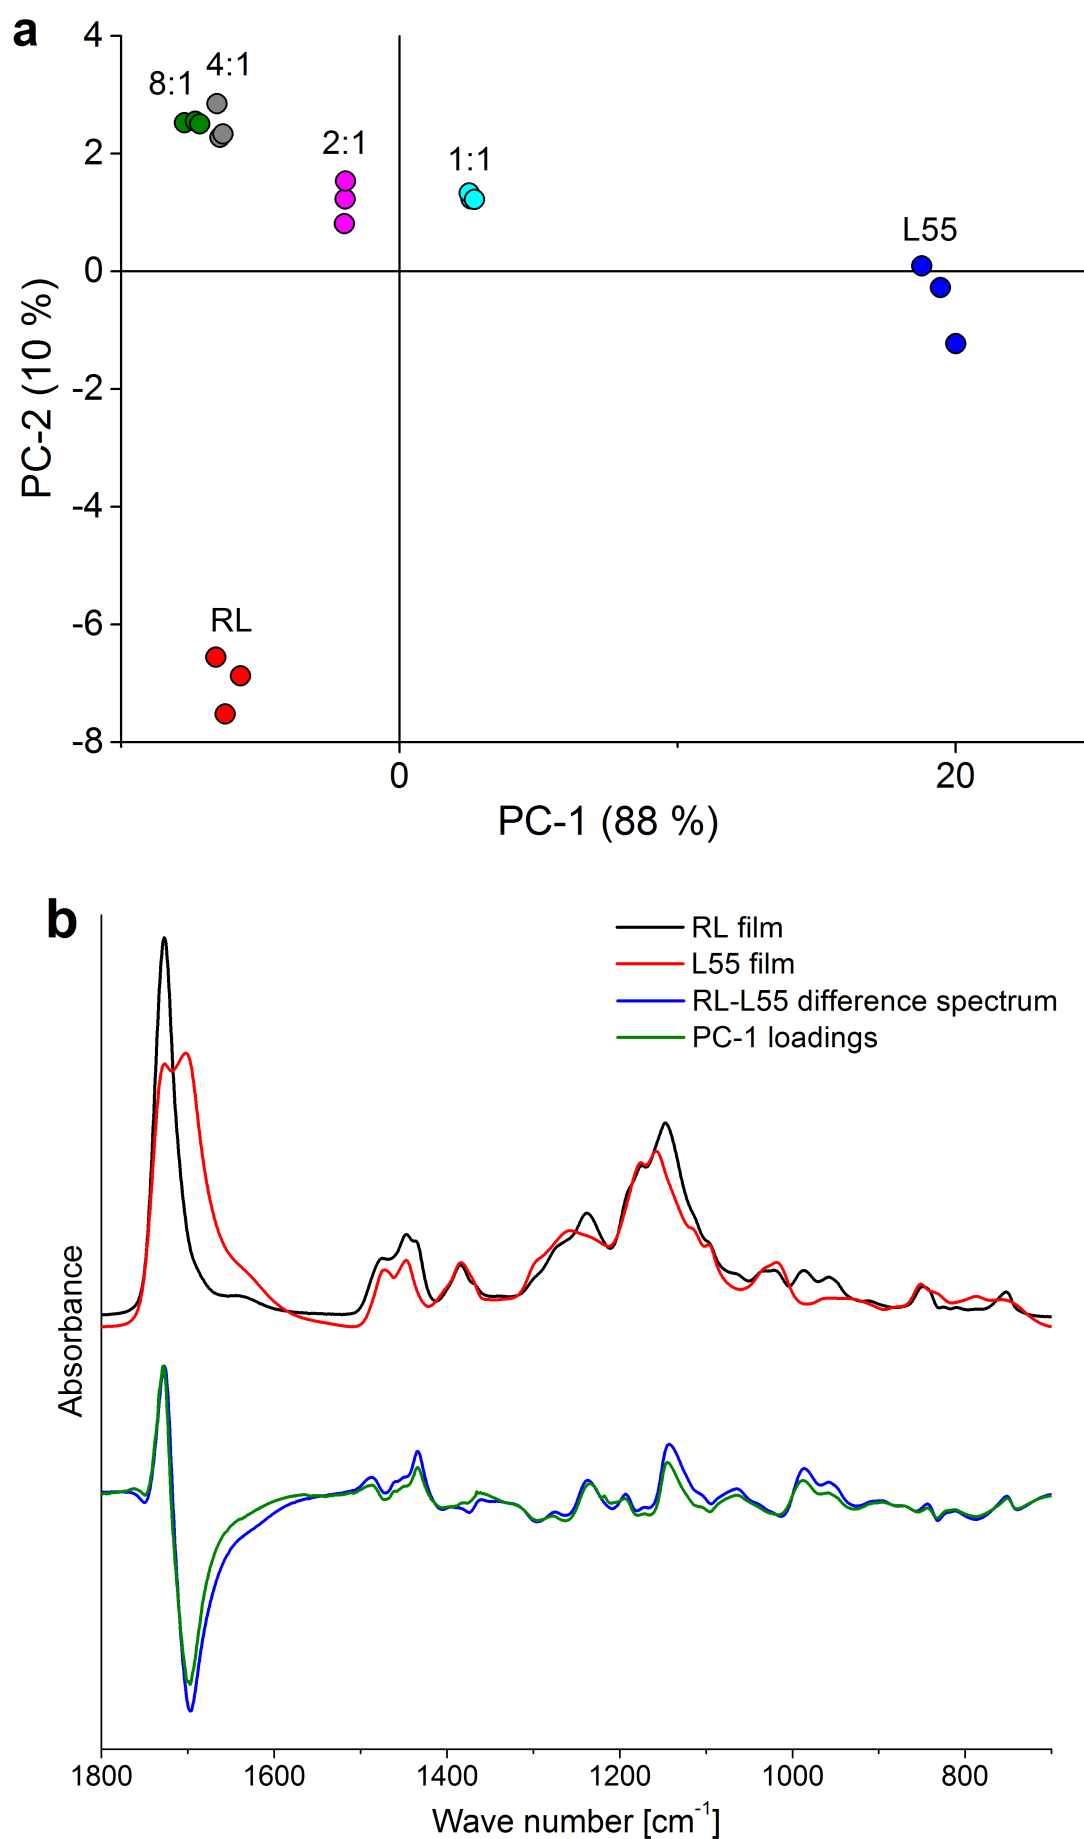 a
4
4:1
8:1
2:1
1:1
2
L55
0
-2
-4
-6
RL
-8
0
20
PC-2 (10 %)
PC-1 (88 %)
b
RL film
L55 film
RL-L55 difference spectrum
PC-1 loadings
Absorbance
1800
1600
1400
1200
1000
800
Wave number [cm⁻¹]